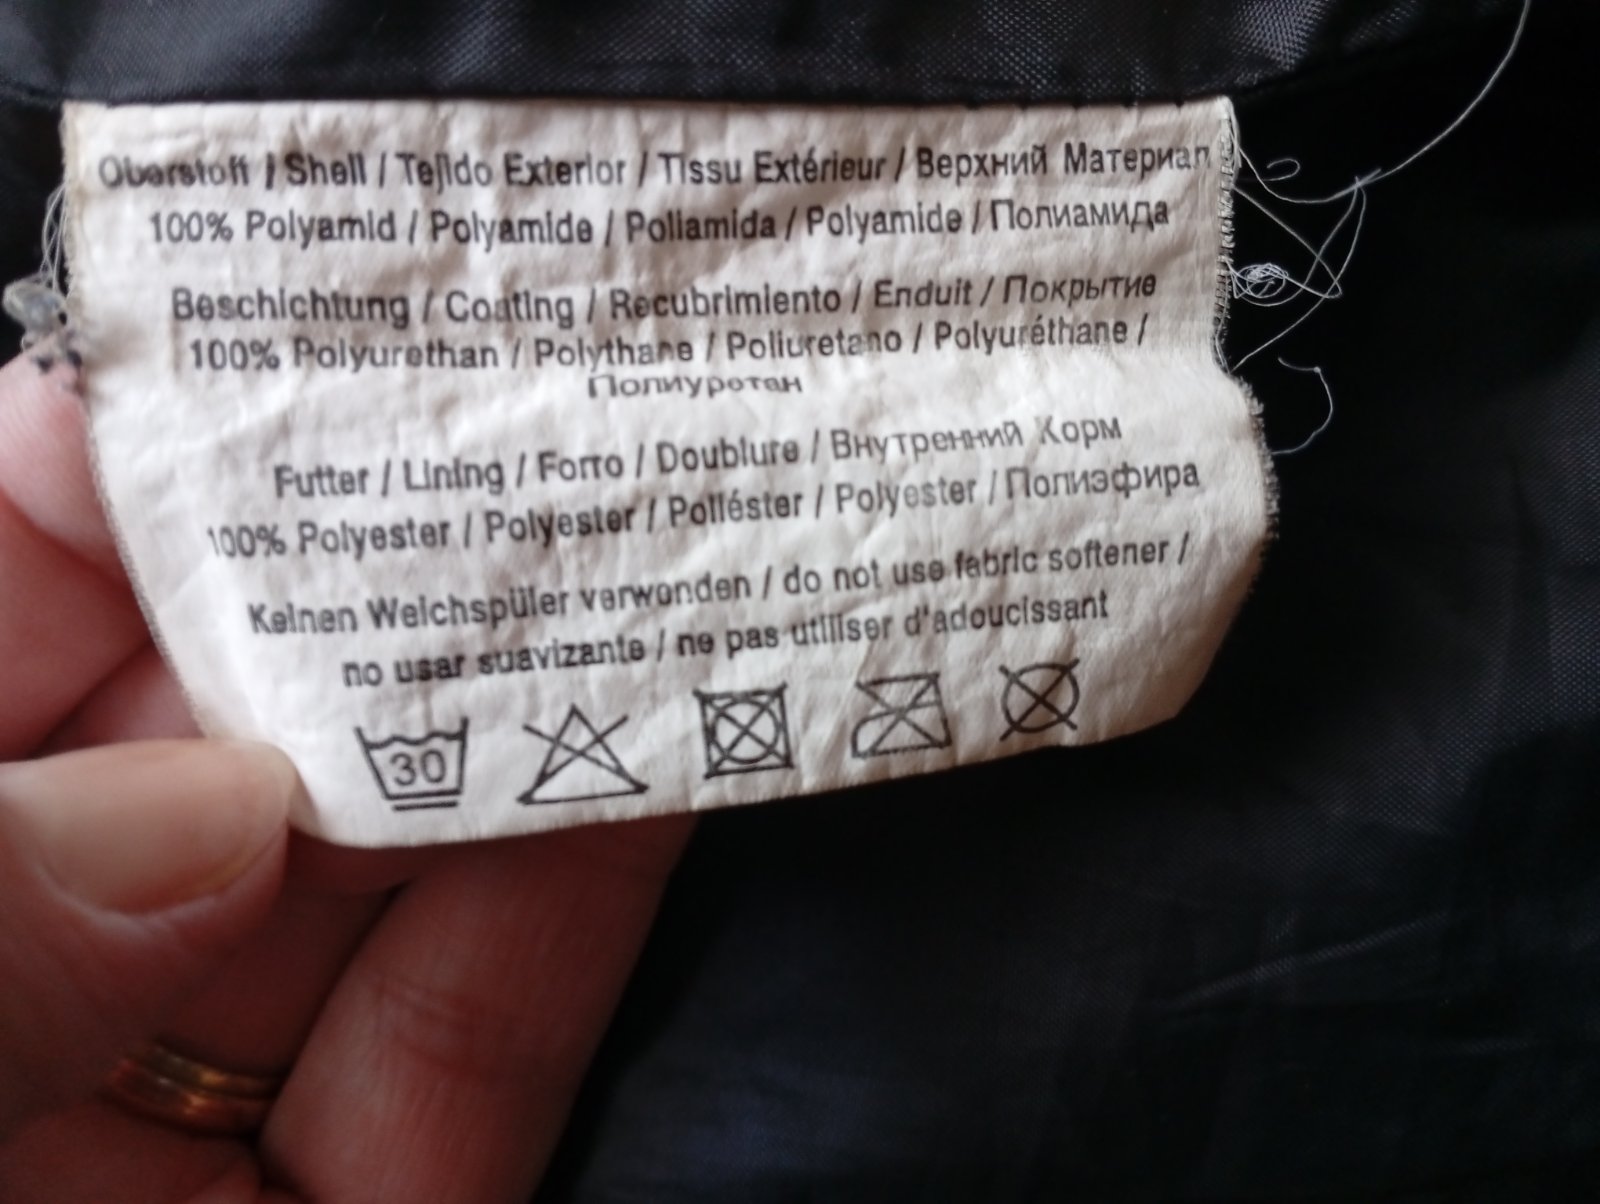 Oberstoff / Shell / Tejido Exterior / Tissu Extérieur / Верхний Материал
100% Polyamid / Polyamide / Poliamida / Polyamide / Полиамида
Beschichtung / Coating / Recubrimiento / Enduit / Покрытие
100% Polyurethan / Polythane / Poliuretano / Polyuréthane /
Полиуретан
Futter / Lining / Forro / Doublure / Внутренний Корм
100% Polyester / Polyester / Poliéster / Polyester / Полиэфира
Keinen Weichspüler verwenden / do not use fabric softener /
no usar suavizante / ne pas utiliser d'adoucissant
30